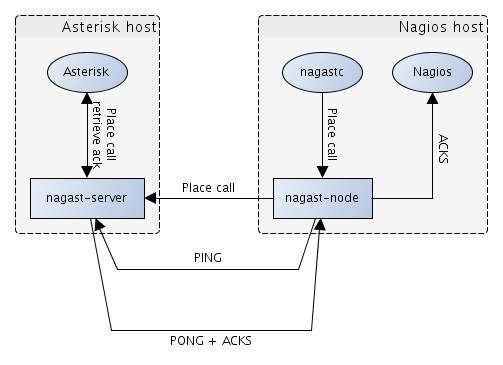 Asterisk host
Nagios host
Asterisk
nagastc
Nagios
Place call
retrieve ack
Place call
ACKS
nagast-server
Place call
nagast-node
PING
PONG + ACKS